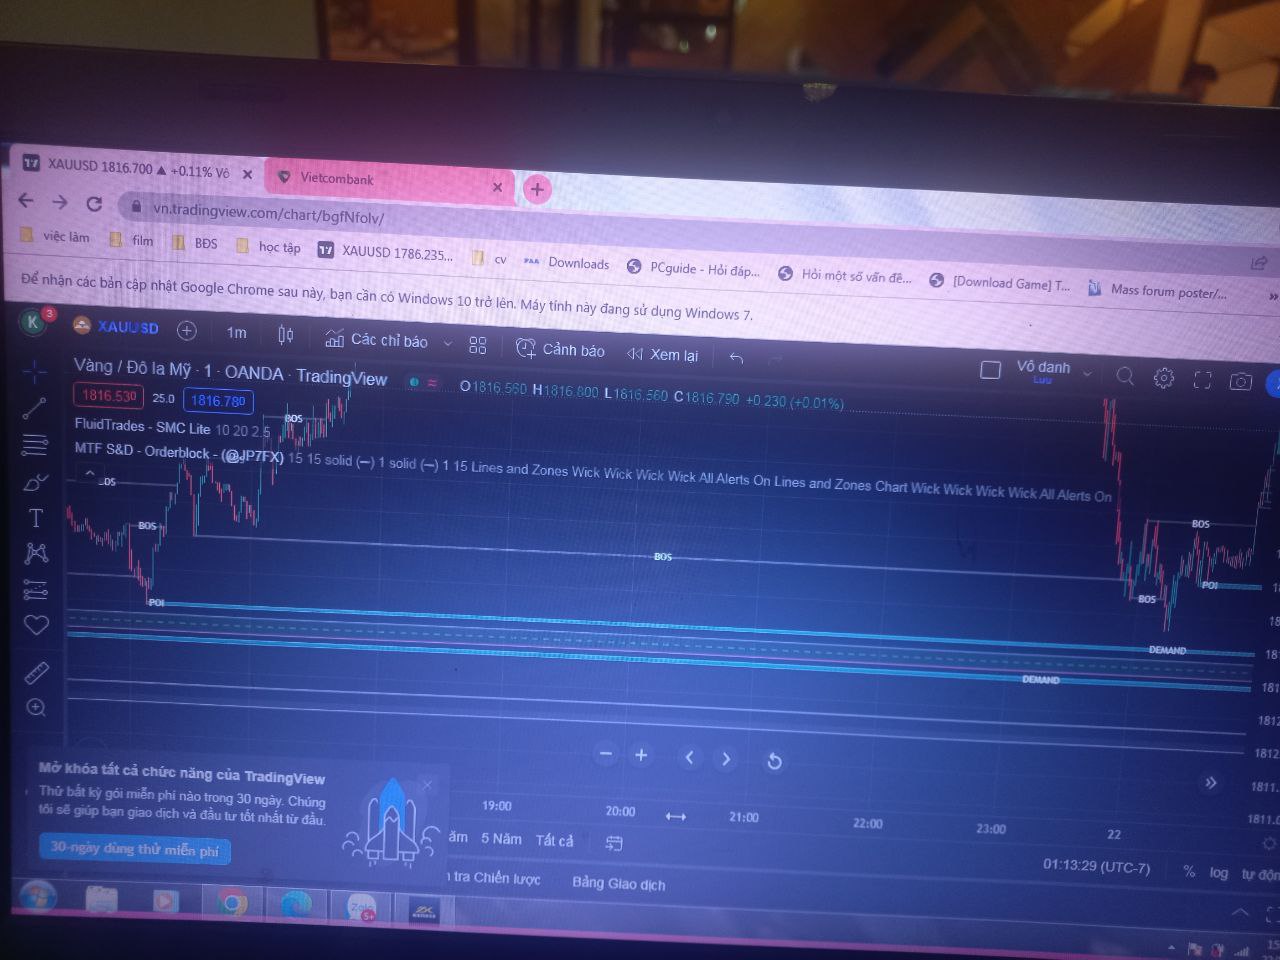 XAUUSD 1816.700 ▲ +0.11% Vô
Vietcombank
vn.tradingview.com/chart/bgfNfolv/
việc làm film BĐS học tập XAUUSD 1786.235... cv Downloads PCguide - Hỏi đáp... Hỏi một số vấn đề... [Download Game] T... Mass forum poster/... »
Để nhận các bản cập nhật Google Chrome sau này, bạn cần có Windows 10 trở lên. Máy tính này đang sử dụng Windows 7.
K 3 XAUUSD 1m Các chỉ báo Cảnh báo Xem lại Vô danh
Lưu
Vàng / Đô la Mỹ · 1 · OANDA · TradingView O1816.560 H1816.800 L1816.560 C1816.790 +0.230 (+0.01%)
1816.530 25.0 1816.780
FluidTrades - SMC Lite 10 20 2.5
MTF S&D - Orderblock - (@JP7FX) 15 15 solid (—) 1 solid (—) 1 15 Lines and Zones Wick Wick Wick Wick All Alerts On Lines and Zones Chart Wick Wick Wick Wick All Alerts On
BOS
BOS
BOS
BOS
BOS
POI
POI
DEMAND
DEMAND
1812
1812
1811.
1811.0
Mở khóa tất cả chức năng của TradingView
Thử bất kỳ gói miễn phí nào trong 30 ngày. Chúng
tôi sẽ giúp bạn giao dịch và đầu tư tốt nhất từ đầu.
30-ngày dùng thử miễn phí
19:00 20:00 21:00 22:00 23:00 22
ăm 5 Năm Tất cả
01:13:29 (UTC-7) % log tự độn
tra Chiến lược Bảng Giao dịch
Zalo
5+